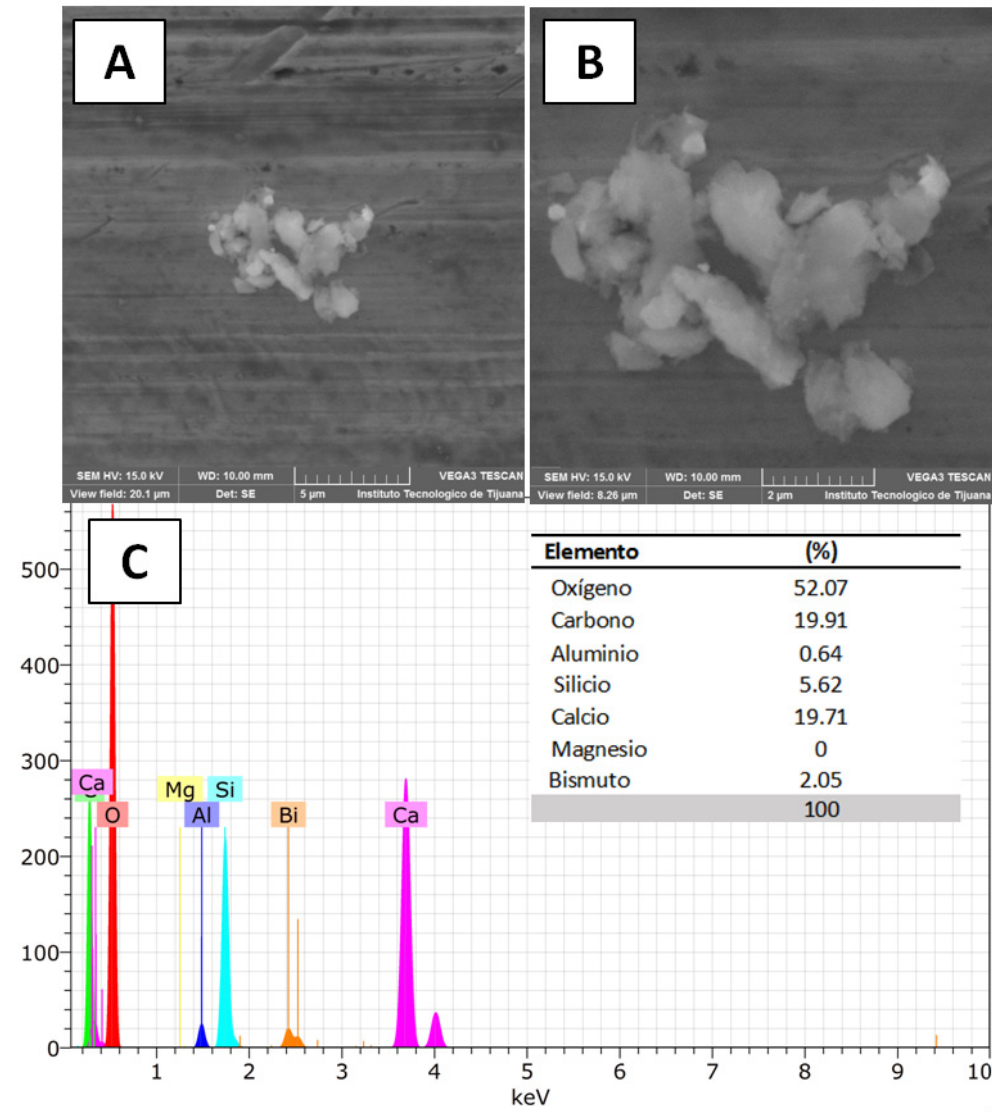 A
SEM HV: 15.0 kV WD: 10.00 mm VEGA3 TESCAN
View field: 20.1 µm Det: SE 5 µm Instituto Tecnologico de Tijuana
B
SEM HV: 15.0 kV WD: 10.00 mm VEGA3 TESCAN
View field: 8.26 µm Det: SE 2 µm Instituto Tecnologico de Tijuana
C
Elemento (%)
Oxígeno 52.07
Carbono 19.91
Aluminio 0.64
Silicio 5.62
Calcio 19.71
Magnesio 0
Bismuto 2.05
100
500
400
300
200
100
0
Ca
O
Mg
Al
Si
Bi
Ca
1 2 3 4 5 6 7 8 9 10
keV